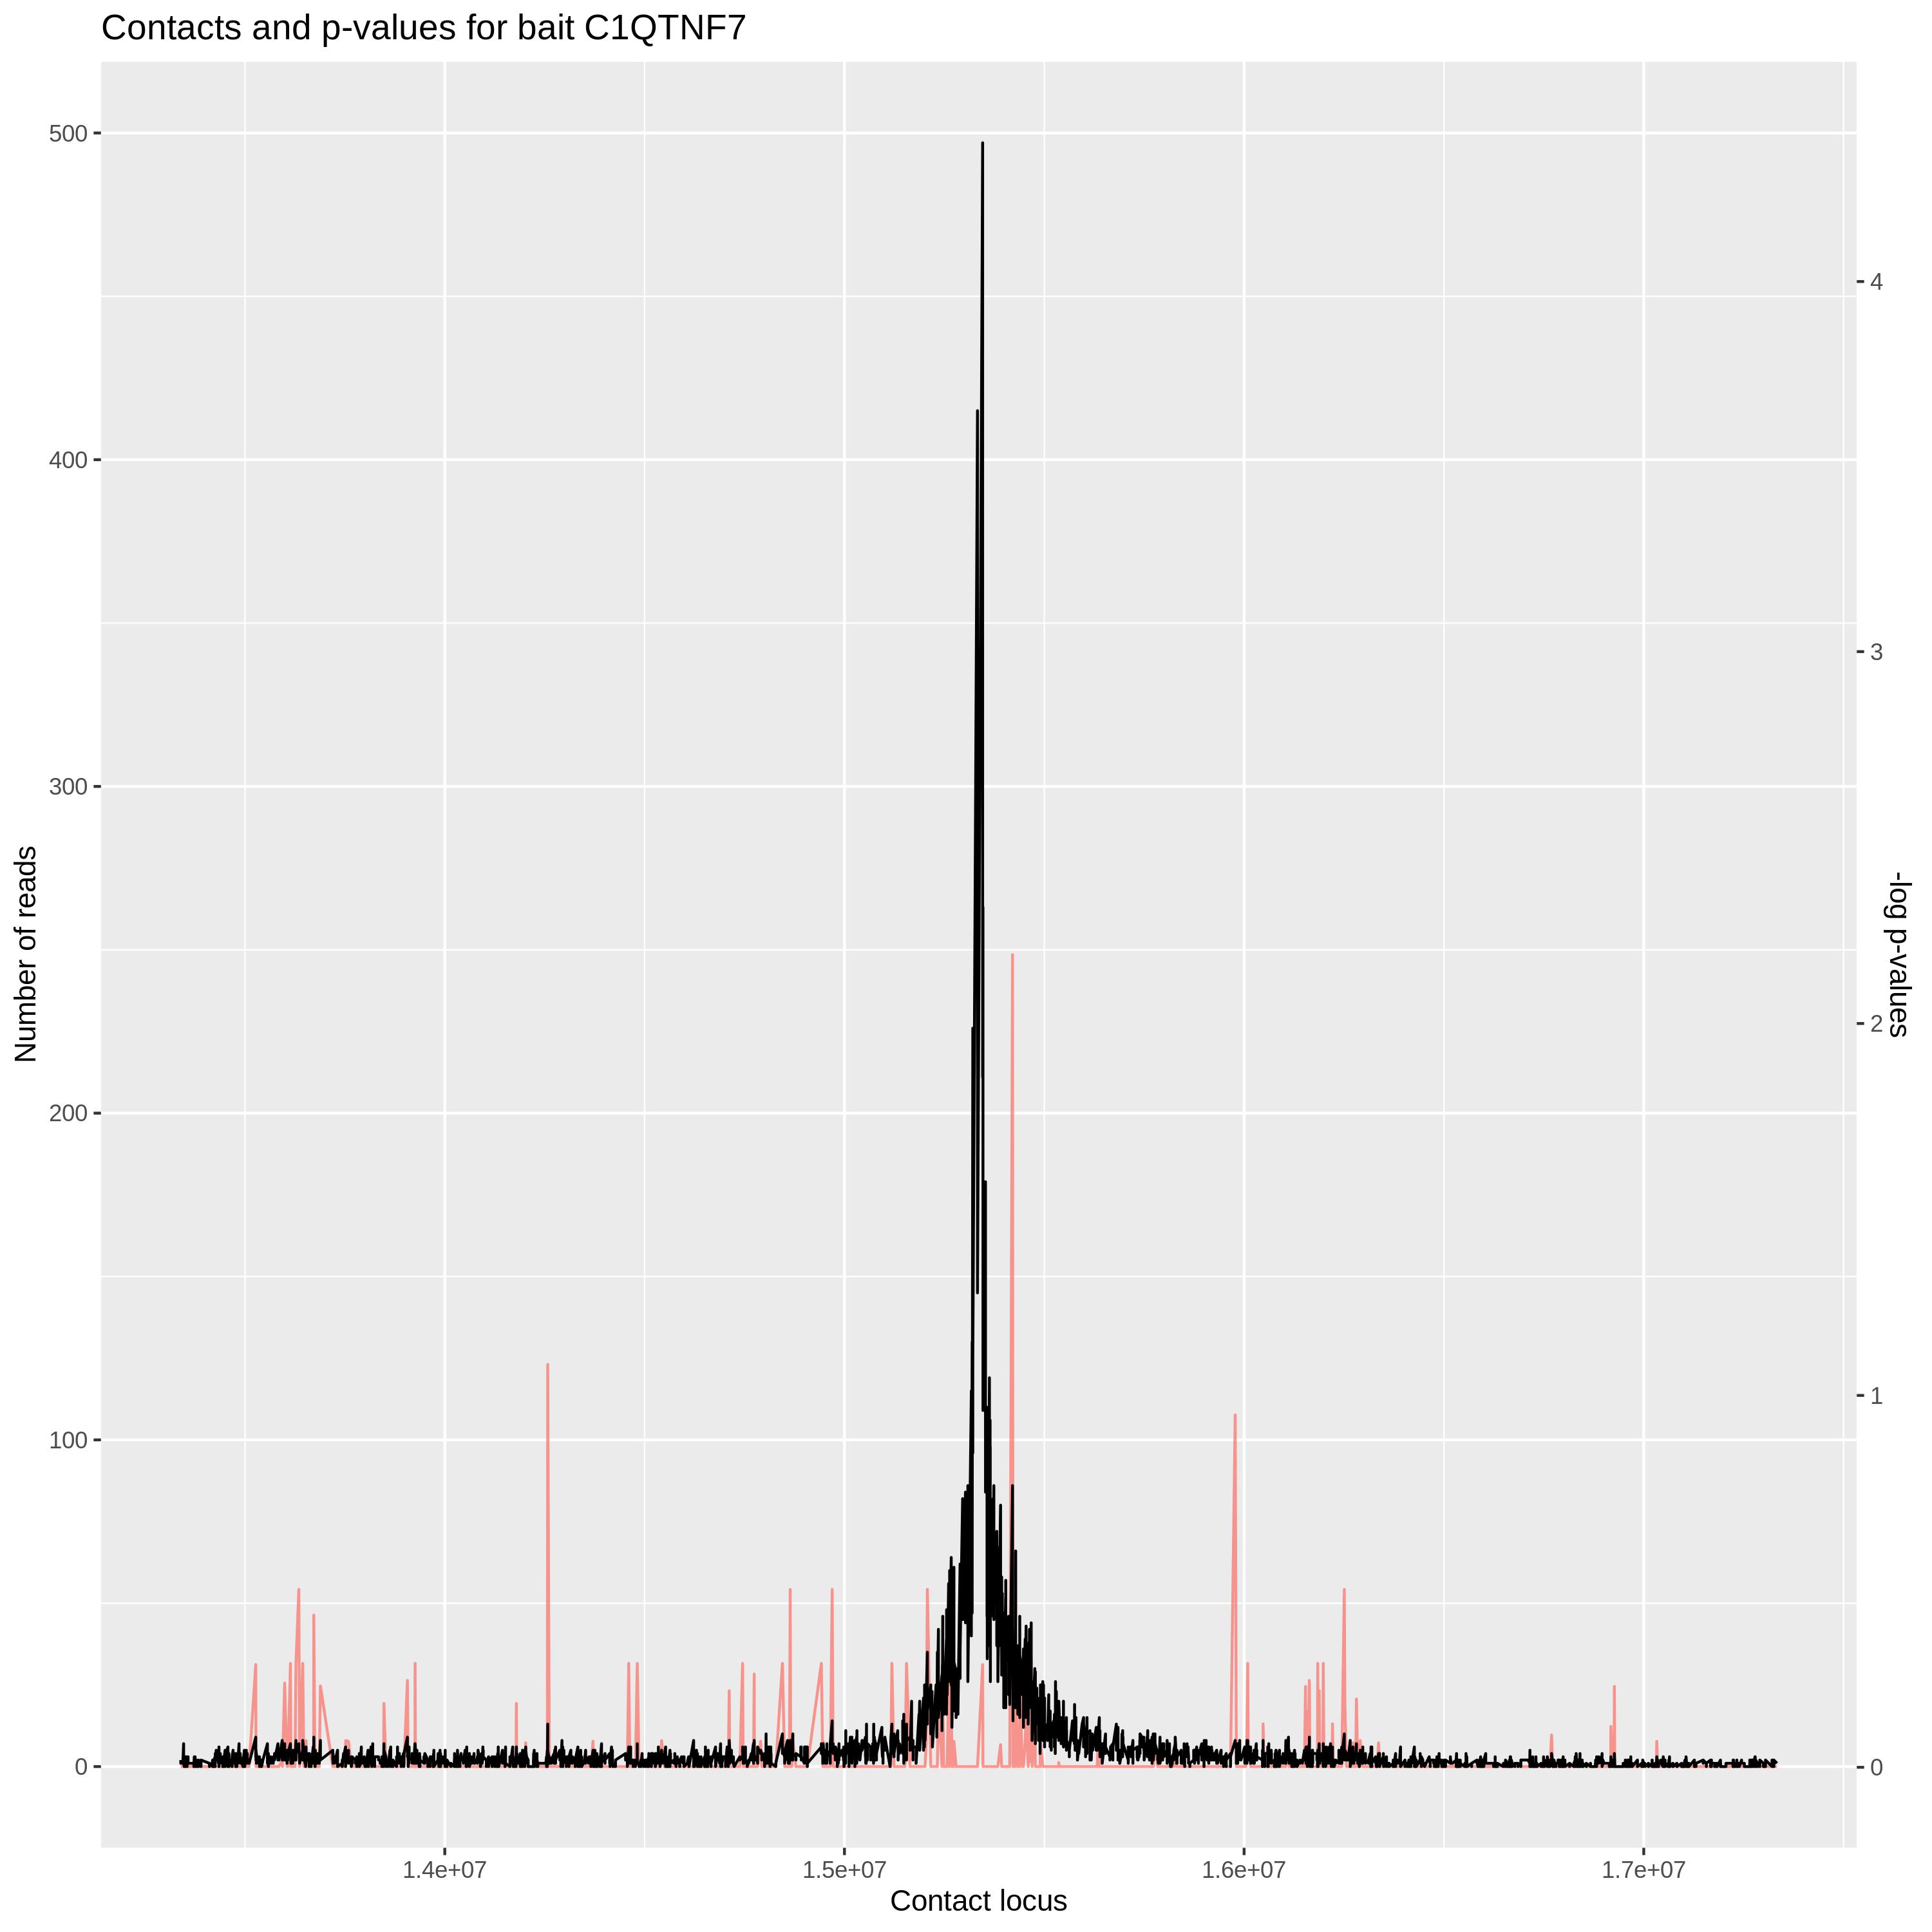 Contacts and p-values for bait C1QTNF7
500
400
300
200
100
0
Number of reads
4
3
2
1
0
-log p-values
1.4e+07
1.5e+07
1.6e+07
1.7e+07
Contact locus